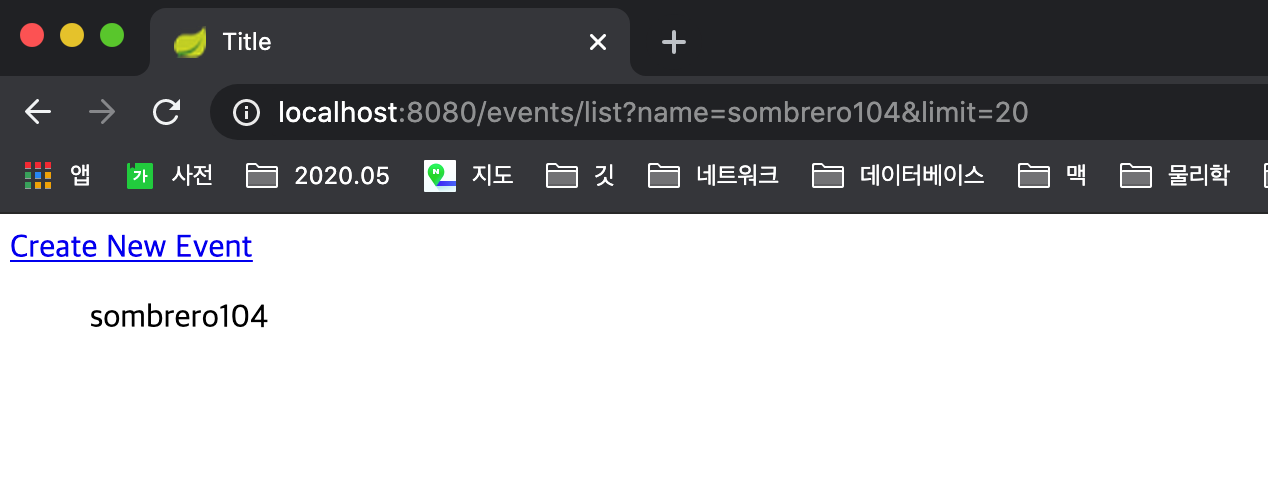 Title
localhost:8080/events/list?name=sombrero104&limit=20
앱 가 사전 2020.05 N 지도 깃 네트워크 데이터베이스 맥 물리학
Create New Event
sombrero104